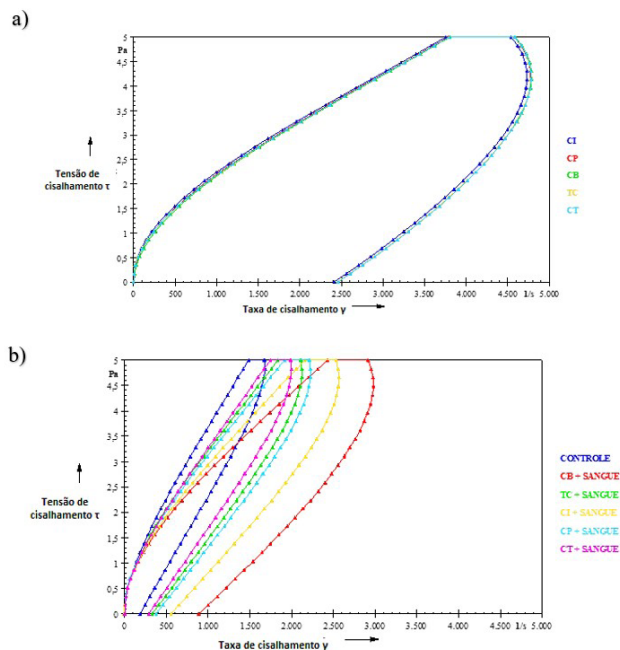 a)
5
Pa
4,5
4
3,5
3
2,5
2
1,5
1
0,5
0
Tensão de
cisalhamento τ
0 500 1.000 1.500 2.000 2.500 3.000 3.500 4.000 1/s 5.000
Taxa de cisalhamento γ
CI
CP
CB
TC
CT
b)
5
Pa
4
3,5
3
2,5
2
1,5
1
0,5
0
Tensão de
cisalhamento τ
0 500 1.000 1.500 2.000 2.500 3.000 3.500 4.000 1/s 5.000
Taxa de cisalhamento γ
CONTROLE
CB + SANGUE
TC + SANGUE
CI + SANGUE
CP + SANGUE
CT + SANGUE